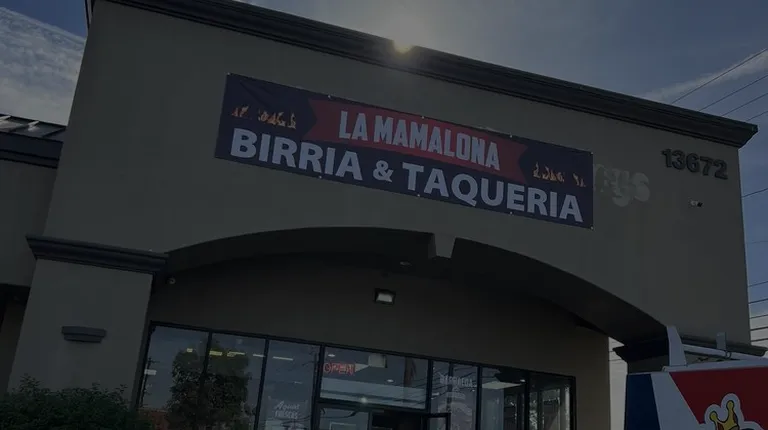 LA MAMALONA
BIRRIA & TAQUERIA
13672
OPEN